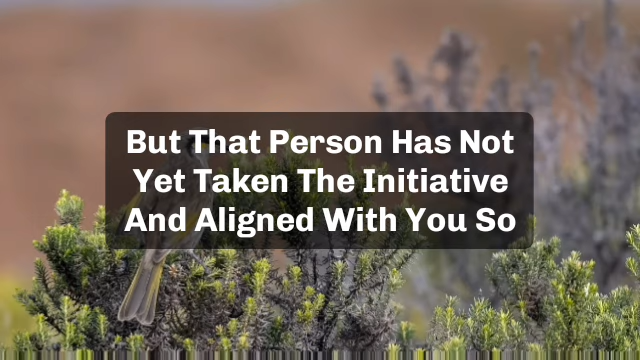 But That Person Has Not
Yet Taken The Initiative
And Aligned With You So